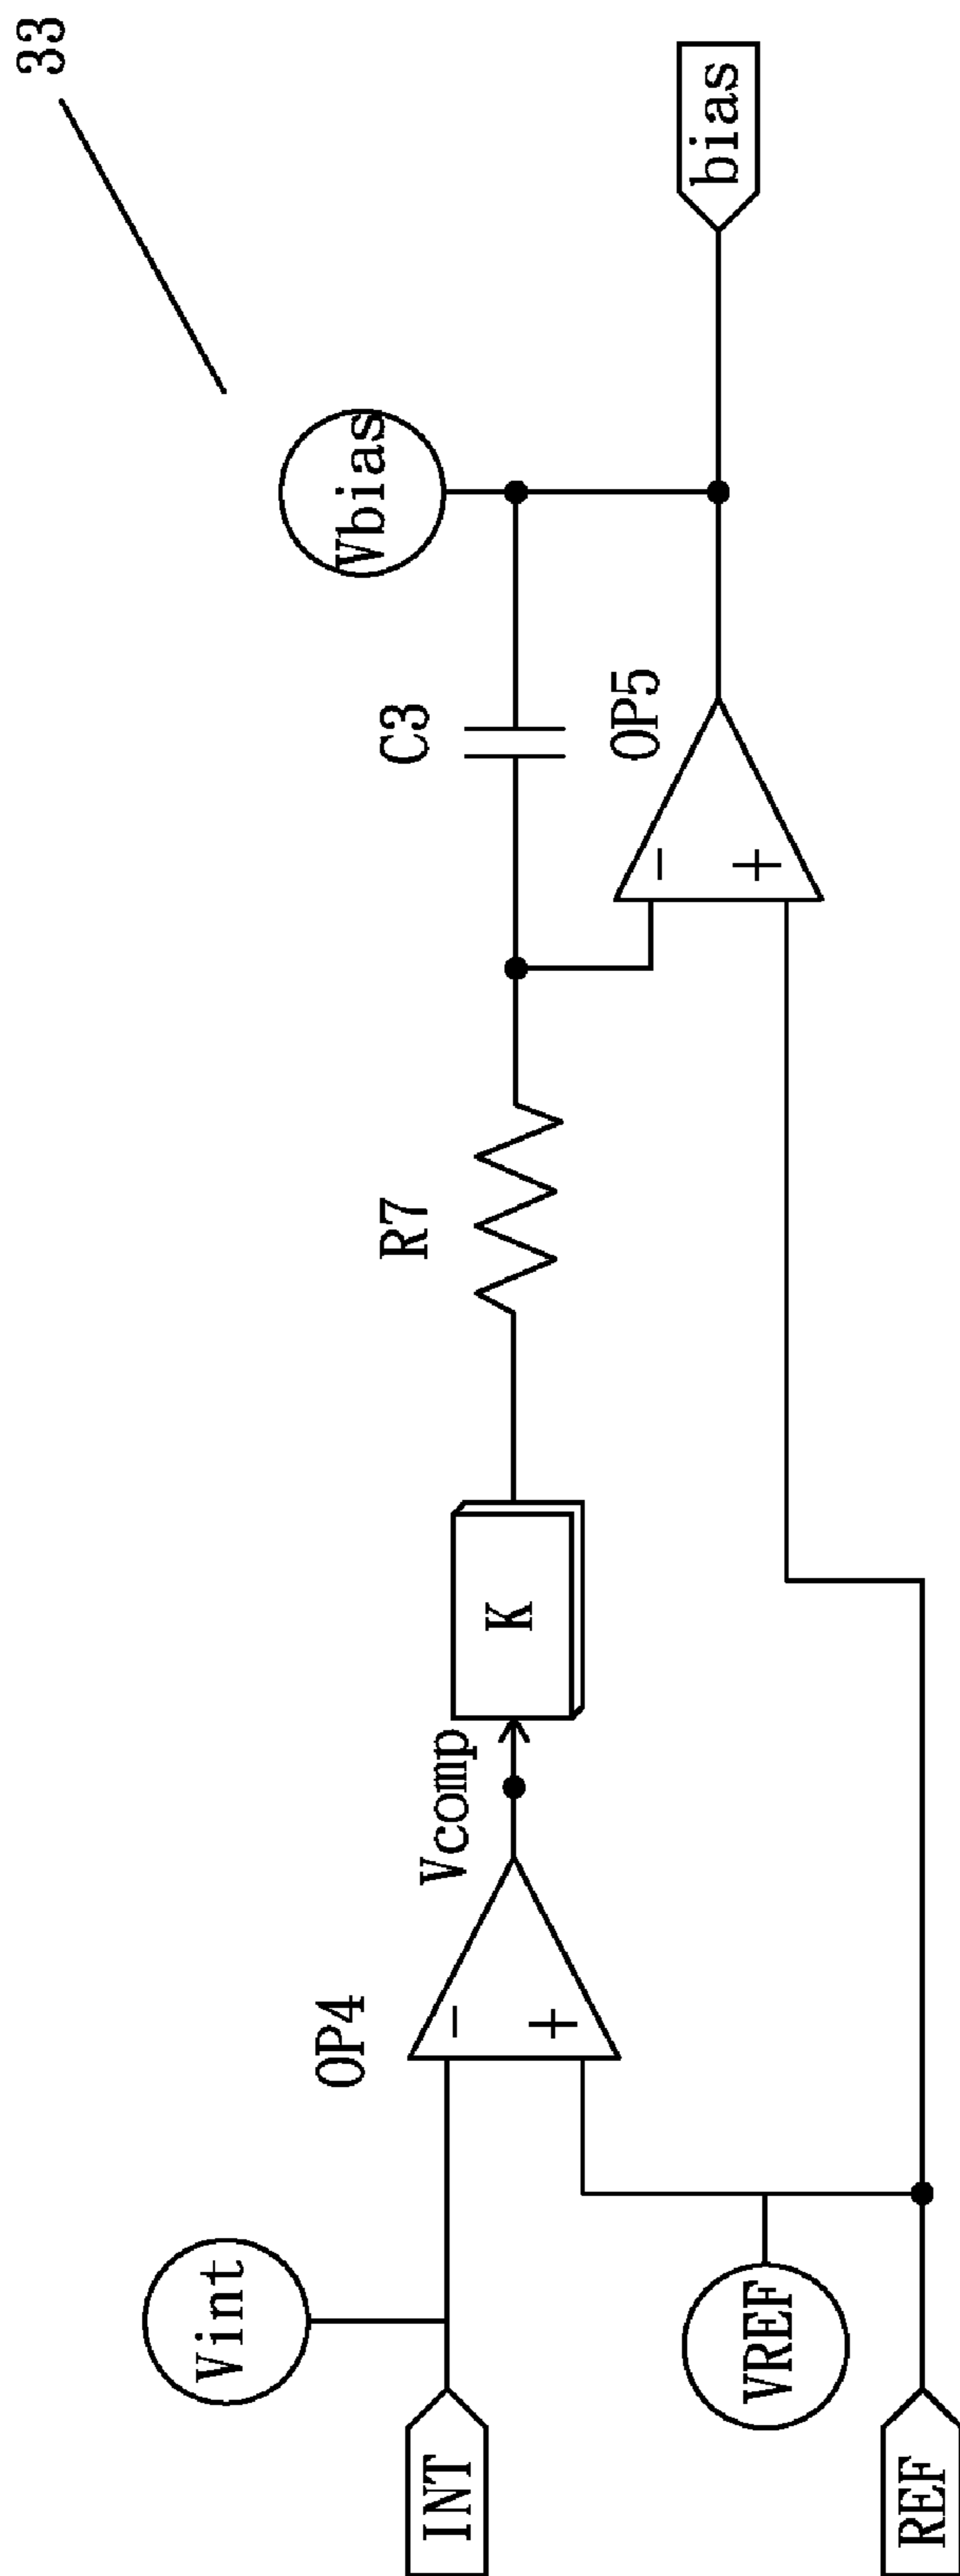 33
Vbias
bias
C3
OP5
-
+
R7
K
Vcomp
OP4
-
+
Vint
VREF
INT
REF